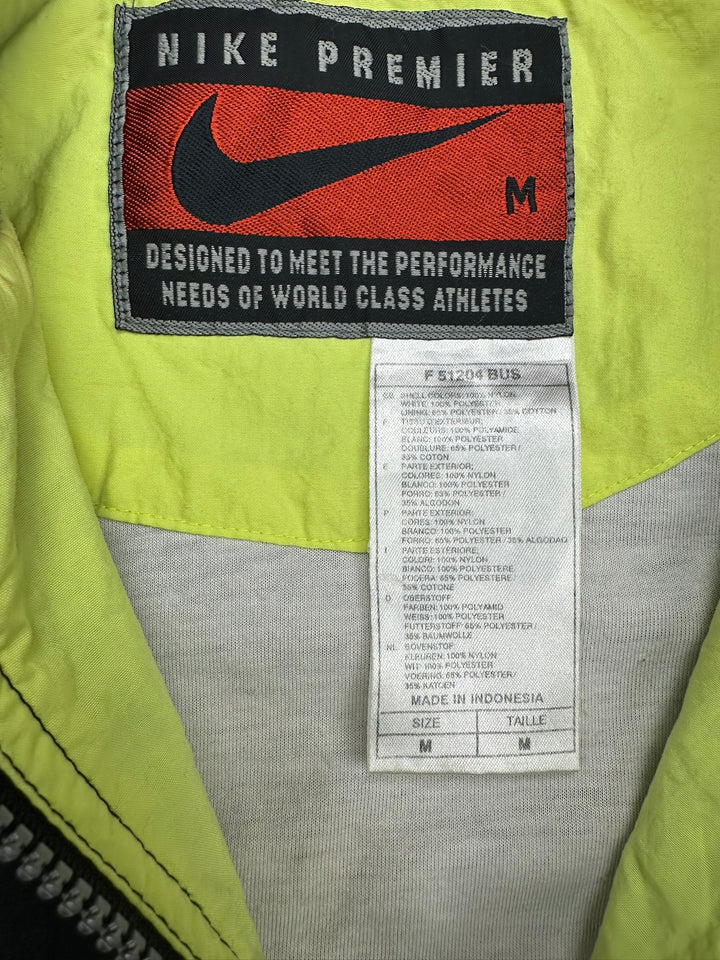 NIKE PREMIER
M
DESIGNED TO MEET THE PERFORMANCE
NEEDS OF WORLD CLASS ATHLETES
F 51204 BUS
GB SHELL COLORS: 100% NYLON
WHITE: 100% POLYESTER
LINING: 65% POLYESTER / 35% COTTON
F TISSU D'EXTERIEUR;
COULEURS: 100% POLYAMIDE
BLANC: 100% POLYESTER
DOUBLURE: 65% POLYESTER /
35% COTON
E PARTE EXTERIOR;
COLORES: 100% NYLON
BLANCO: 100% POLYESTER
FORRO: 65% POLYESTER /
35% ALGODON
P PARTE EXTERIOR:
CORES: 100% NYLON
BRANCO: 100% POLYESTER
FORRO: 65% POLYESTER / 35% ALGODAO
I PARTE ESTERIORE;
COLORI: 100% NYLON
BIANCO: 100% POLYESTERE
FODERA: 65% POLYESTERE
35% COTONE
D OBERSTOFF
FARBEN: 100% POLYAMID
WEISS: 100% POLYESTER
FUTTERSTOFF: 65% POLYESTER /
35% BAUMWOLLE
NL BOVENSTOF:
KLEUREN: 100% NYLON
WIT: 100% POLYESTER
VOERING: 65% POLYESTER /
35% KATOEN
MADE IN INDONESIA
SIZE TAILLE
M M